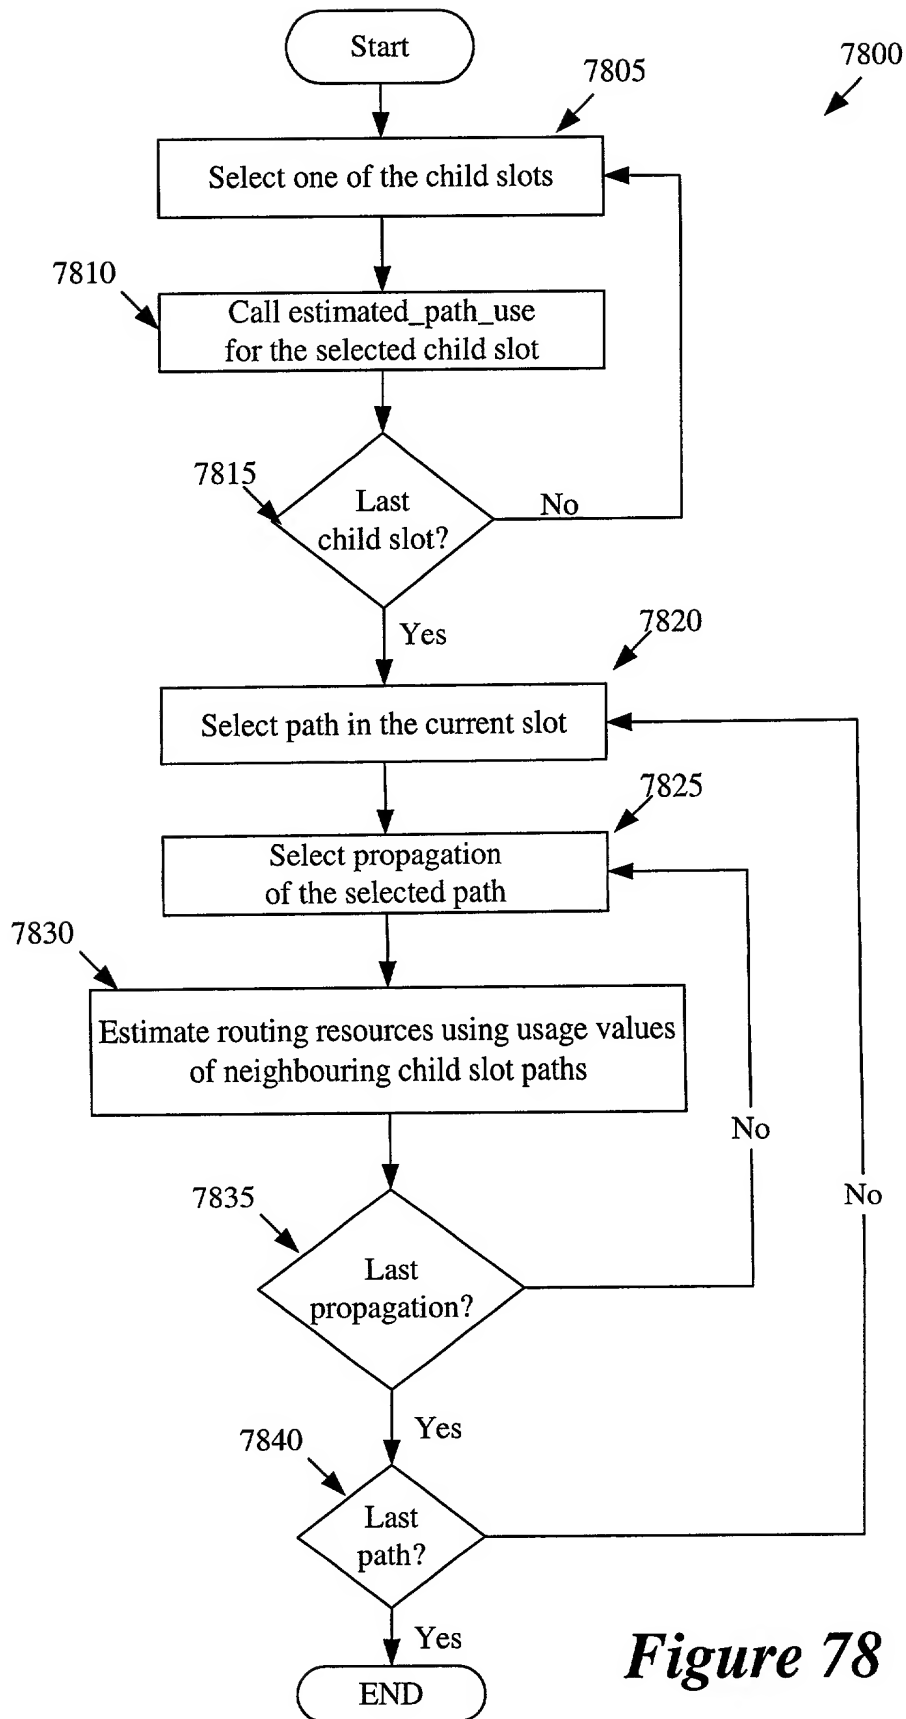 Start
7800
7805
Select one of the child slots
7810
Call estimated_path_use
for the selected child slot
7815
Last
child slot?
No
Yes
7820
Select path in the current slot
7825
Select propagation
of the selected path
7830
Estimate routing resources using usage values
of neighbouring child slot paths
No
No
7835
Last
propagation?
Yes
7840
Last
path?
Yes
END
Figure 78